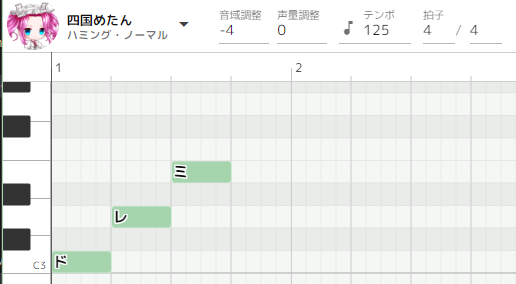 四国めたん
ハミング・ノーマル
音域調整
-4
声量調整
0
テンポ
125
拍子
4 / 4
1
2
ミ
レ
ド
C3